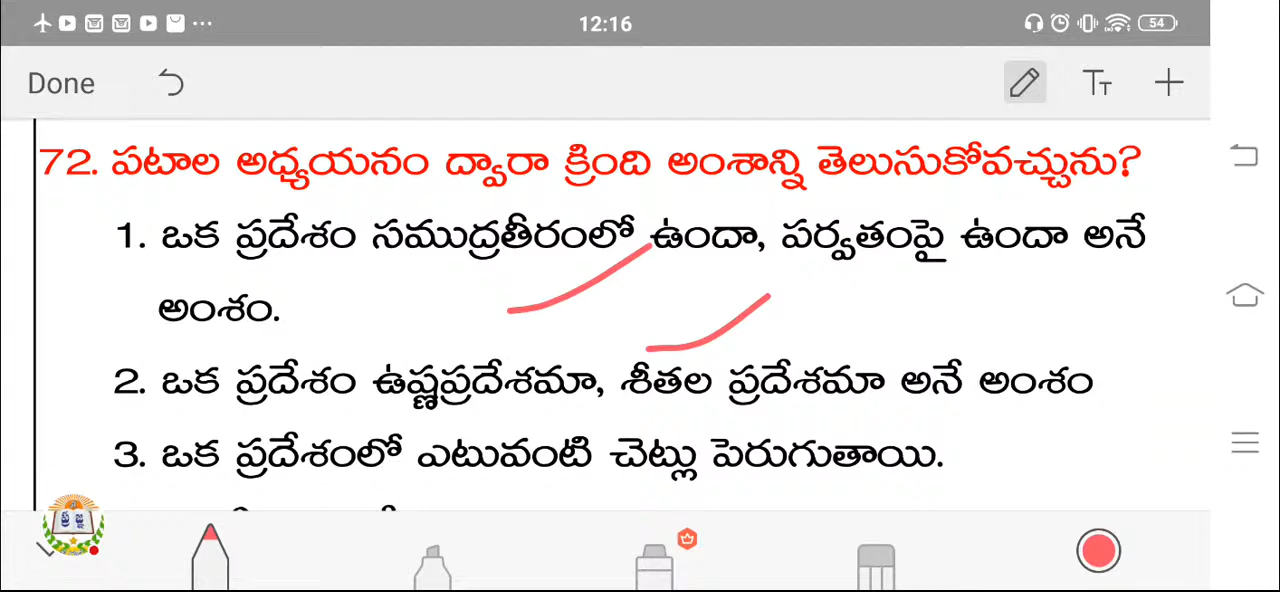 12:16
54
Done
72. పటాల అధ్యయనం ద్వారా క్రింది అంశాన్ని తెలుసుకోవచ్చును?
1. ఒక ప్రదేశం సముద్రతీరంలో ఉందా, పర్వతంపై ఉందా అనే
అంశం.
2. ఒక ప్రదేశం ఉష్ణప్రదేశమా, శీతల ప్రదేశమా అనే అంశం
3. ఒక ప్రదేశంలో ఎటువంటి చెట్లు పెరుగుతాయి.